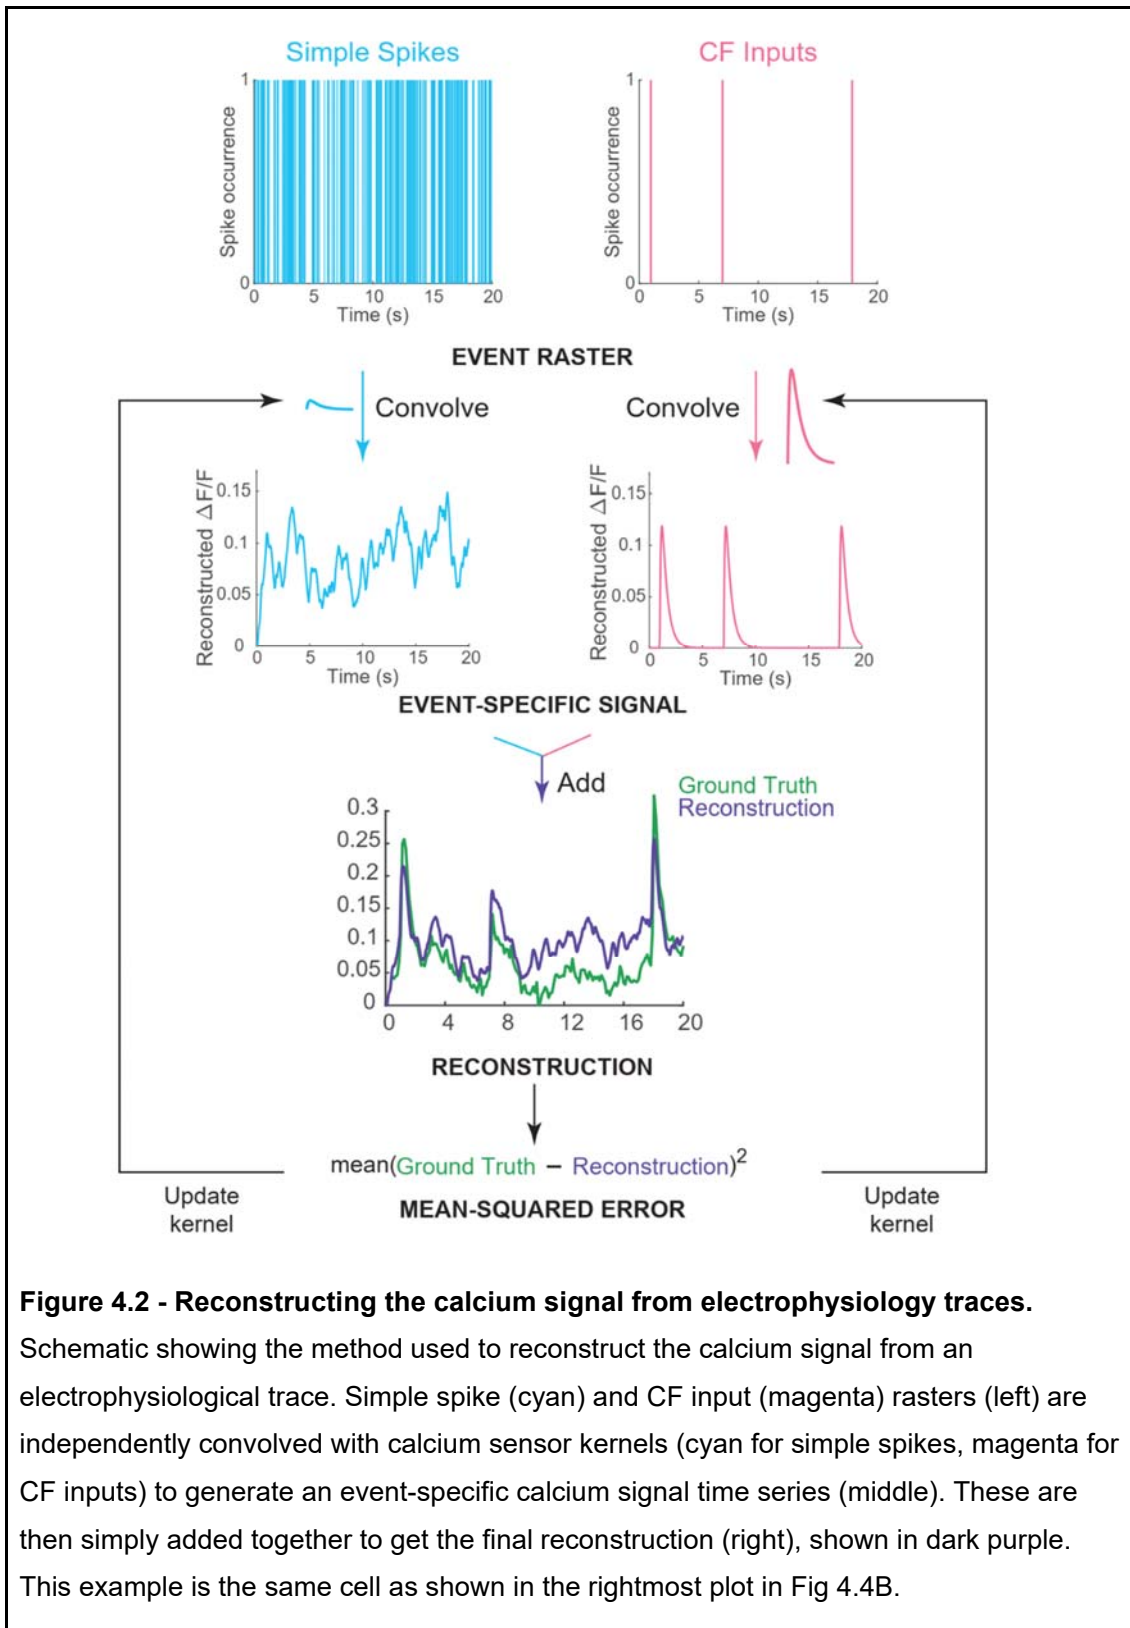 Simple Spikes
CF Inputs
1
0
Spike occurrence
0 5 10 15 20
Time (s)
1
0
Spike occurrence
0 5 10 15 20
Time (s)
EVENT RASTER
Convolve
Convolve
Reconstructed ΔF/F
0.15
0.1
0.05
0
0 5 10 15 20
Time (s)
Reconstructed ΔF/F
0.15
0.1
0.05
0
0 5 10 15 20
Time (s)
EVENT-SPECIFIC SIGNAL
Add
Ground Truth
Reconstruction
0.3
0.25
0.2
0.15
0.1
0.05
0
0 4 8 12 16 20
RECONSTRUCTION
mean(Ground Truth – Reconstruction)²
MEAN-SQUARED ERROR
Update
kernel
Update
kernel
Figure 4.2 - Reconstructing the calcium signal from electrophysiology traces.
Schematic showing the method used to reconstruct the calcium signal from an
electrophysiological trace. Simple spike (cyan) and CF input (magenta) rasters (left) are
independently convolved with calcium sensor kernels (cyan for simple spikes, magenta for
CF inputs) to generate an event-specific calcium signal time series (middle). These are
then simply added together to get the final reconstruction (right), shown in dark purple.
This example is the same cell as shown in the rightmost plot in Fig 4.4B.